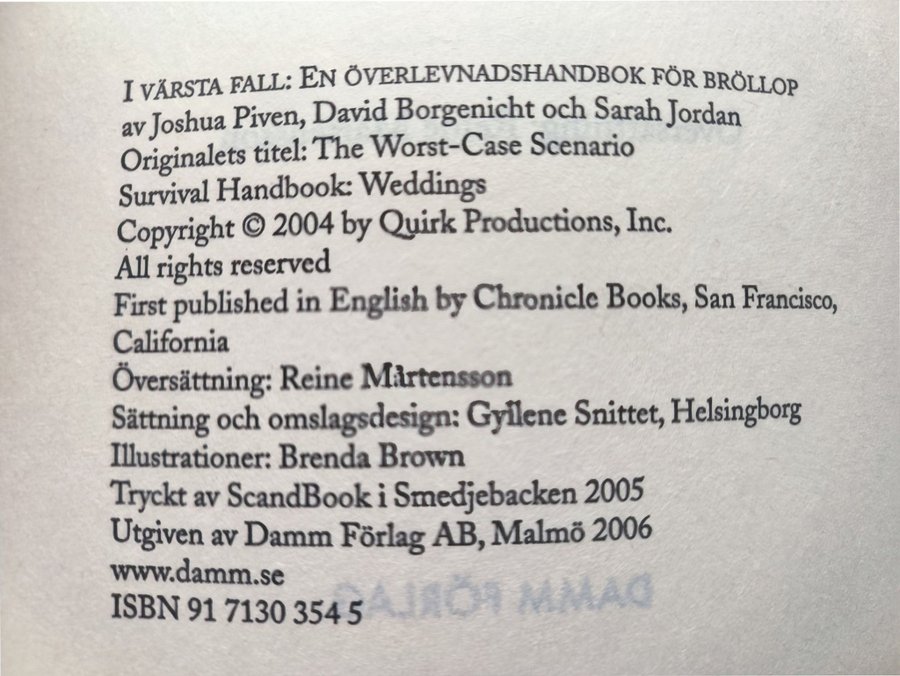 I VÄRSTA FALL: EN ÖVERLEVNADSHANDBOK FÖR BRÖLLOP
av Joshua Piven, David Borgenicht och Sarah Jordan
Originalets titel: The Worst-Case Scenario
Survival Handbook: Weddings
Copyright © 2004 by Quirk Productions, Inc.
All rights reserved
First published in English by Chronicle Books, San Francisco,
California
Översättning: Reine Mårtensson
Sättning och omslagsdesign: Gyllene Snittet, Helsingborg
Illustrationer: Brenda Brown
Tryckt av ScandBook i Smedjebacken 2005
Utgiven av Damm Förlag AB, Malmö 2006
www.damm.se
ISBN 91 7130 354 5
DAMM FÖRLAG